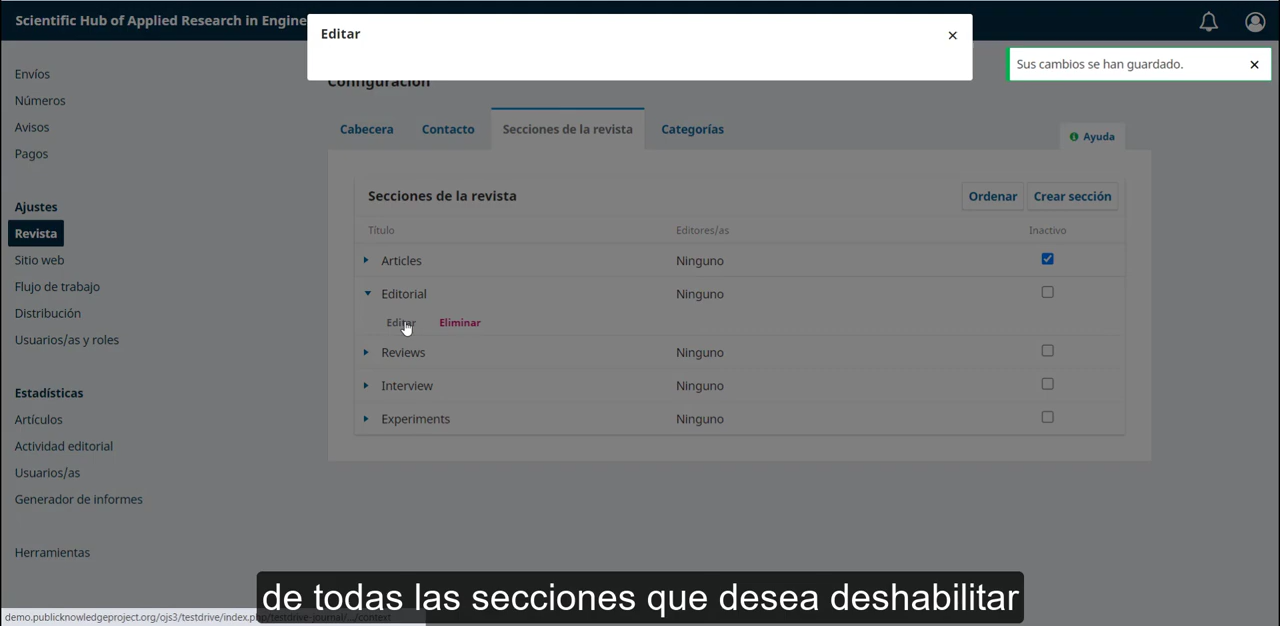 Scientific Hub of Applied Research in Engine
Editar
Sus cambios se han guardado.
Envíos
Números
Avisos
Pagos
Ajustes
Revista
Sitio web
Flujo de trabajo
Distribución
Usuarios/as y roles
Estadísticas
Artículos
Actividad editorial
Usuarios/as
Generador de informes
Herramientas
Configuración
Cabecera Contacto Secciones de la revista Categorías
Ayuda
Secciones de la revista Ordenar Crear sección
Título Editores/as Inactivo
Articles Ninguno
Editorial Ninguno
Editar Eliminar
Reviews Ninguno
Interview Ninguno
Experiments Ninguno
de todas las secciones que desea deshabilitar
demo.publicknowledgeproject.org/ojs3/testdrive/index.php/testdrive-journal/.../context